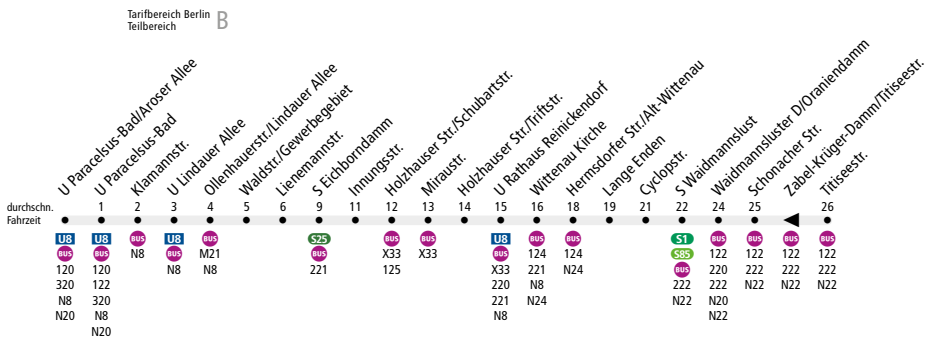 Tarifbereich Berlin
Teilbereich
B
U Paracelsus-Bad/Aroser Allee
U Paracelsus-Bad
Klamannstr.
U Lindauer Allee
Ollenhauerstr./Lindauer Allee
Waldstr./Gewerbegebiet
Lienemannstr.
S Eichborndamm
Innungsstr.
Holzhauser Str./Schubartstr.
Miraustr.
Holzhauser Str./Triftstr.
U Rathaus Reinickendorf
Wittenau Kirche
Hermsdorfer Str./Alt-Wittenau
Lange Enden
Cyclopstr.
S Waidmannslust
Waidmannsluster D/Oraniendamm
Schonacher Str.
Zabel-Krüger-Damm/Titiseestr.
Titiseestr.
durchschn.
Fahrzeit
1 2 3 4 5 6 9 11 12 13 14 15 16 18 19 21 22 24 25 26
U8 U8 BUS U8 BUS S25 BUS BUS U8 BUS BUS S1 BUS BUS BUS BUS
BUS BUS N8 BUS M21 BUS X33 X33 BUS 124 124 S85 122 122 122 122
120 120 N8 N8 221 125 X33 221 N24 BUS 220 222 222 222
320 122 220 N8 222 222 N22 N22 N22
N8 320 221 N24 N22 N20
N20 N8 N8 N22
N20